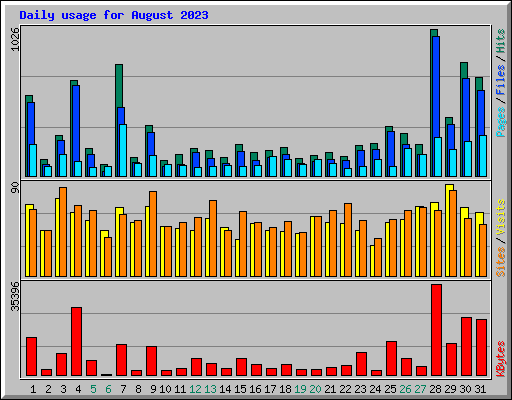 Daily usage for August 2023
1026
Pages / Files / Hits
90
Sites / Visits
35396
KBytes
1 2 3 4 5 6 7 8 9 10 11 12 13 14 15 16 17 18 19 20 21 22 23 24 25 26 27 28 29 30 31